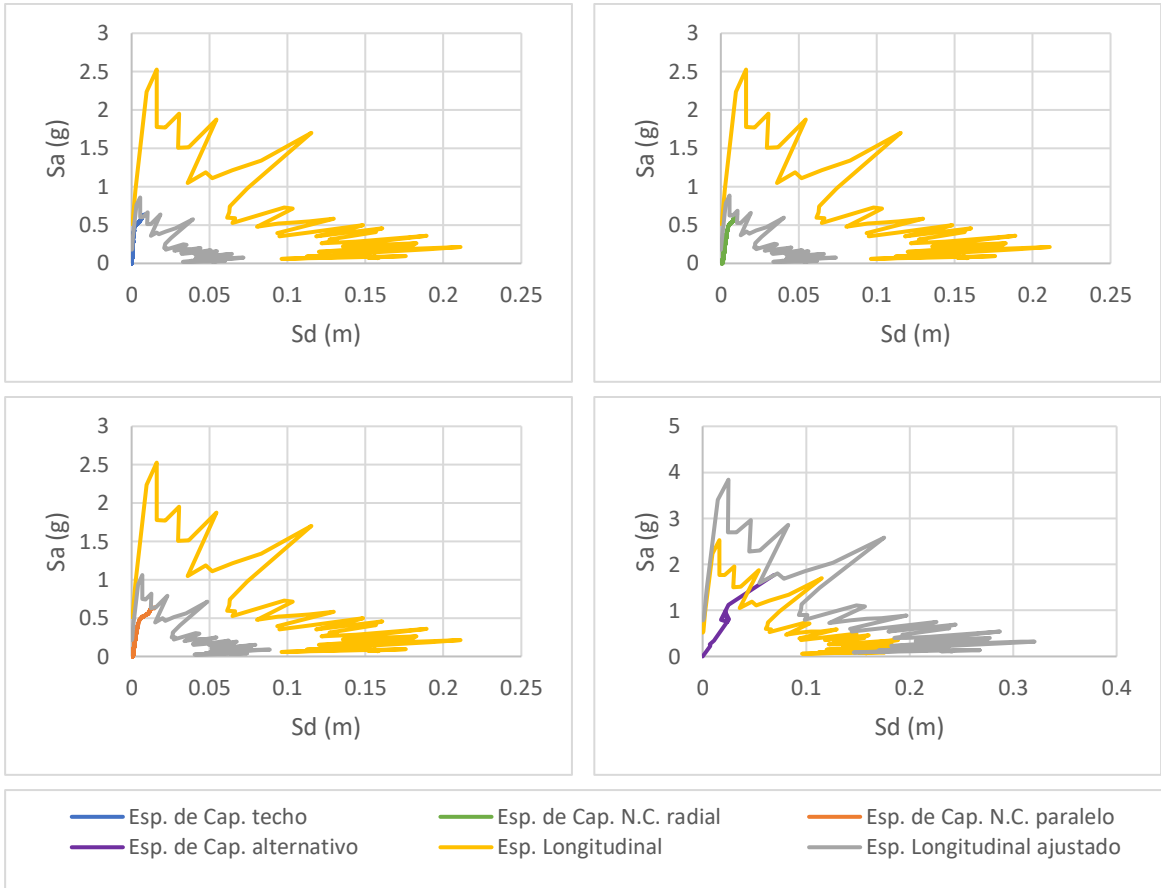 3
2.5
2
1.5
1
0.5
0
Sa (g)
0 0.05 0.1 0.15 0.2 0.25
Sd (m)
3
2.5
2
1.5
1
0.5
0
Sa (g)
0 0.05 0.1 0.15 0.2 0.25
Sd (m)
3
2.5
2
1.5
1
0.5
0
Sa (g)
0 0.05 0.1 0.15 0.2 0.25
Sd (m)
5
4
3
2
1
0
Sa (g)
0 0.1 0.2 0.3 0.4
Sd (m)
Esp. de Cap. techo Esp. de Cap. N.C. radial Esp. de Cap. N.C. paralelo
Esp. de Cap. alternativo Esp. Longitudinal Esp. Longitudinal ajustado